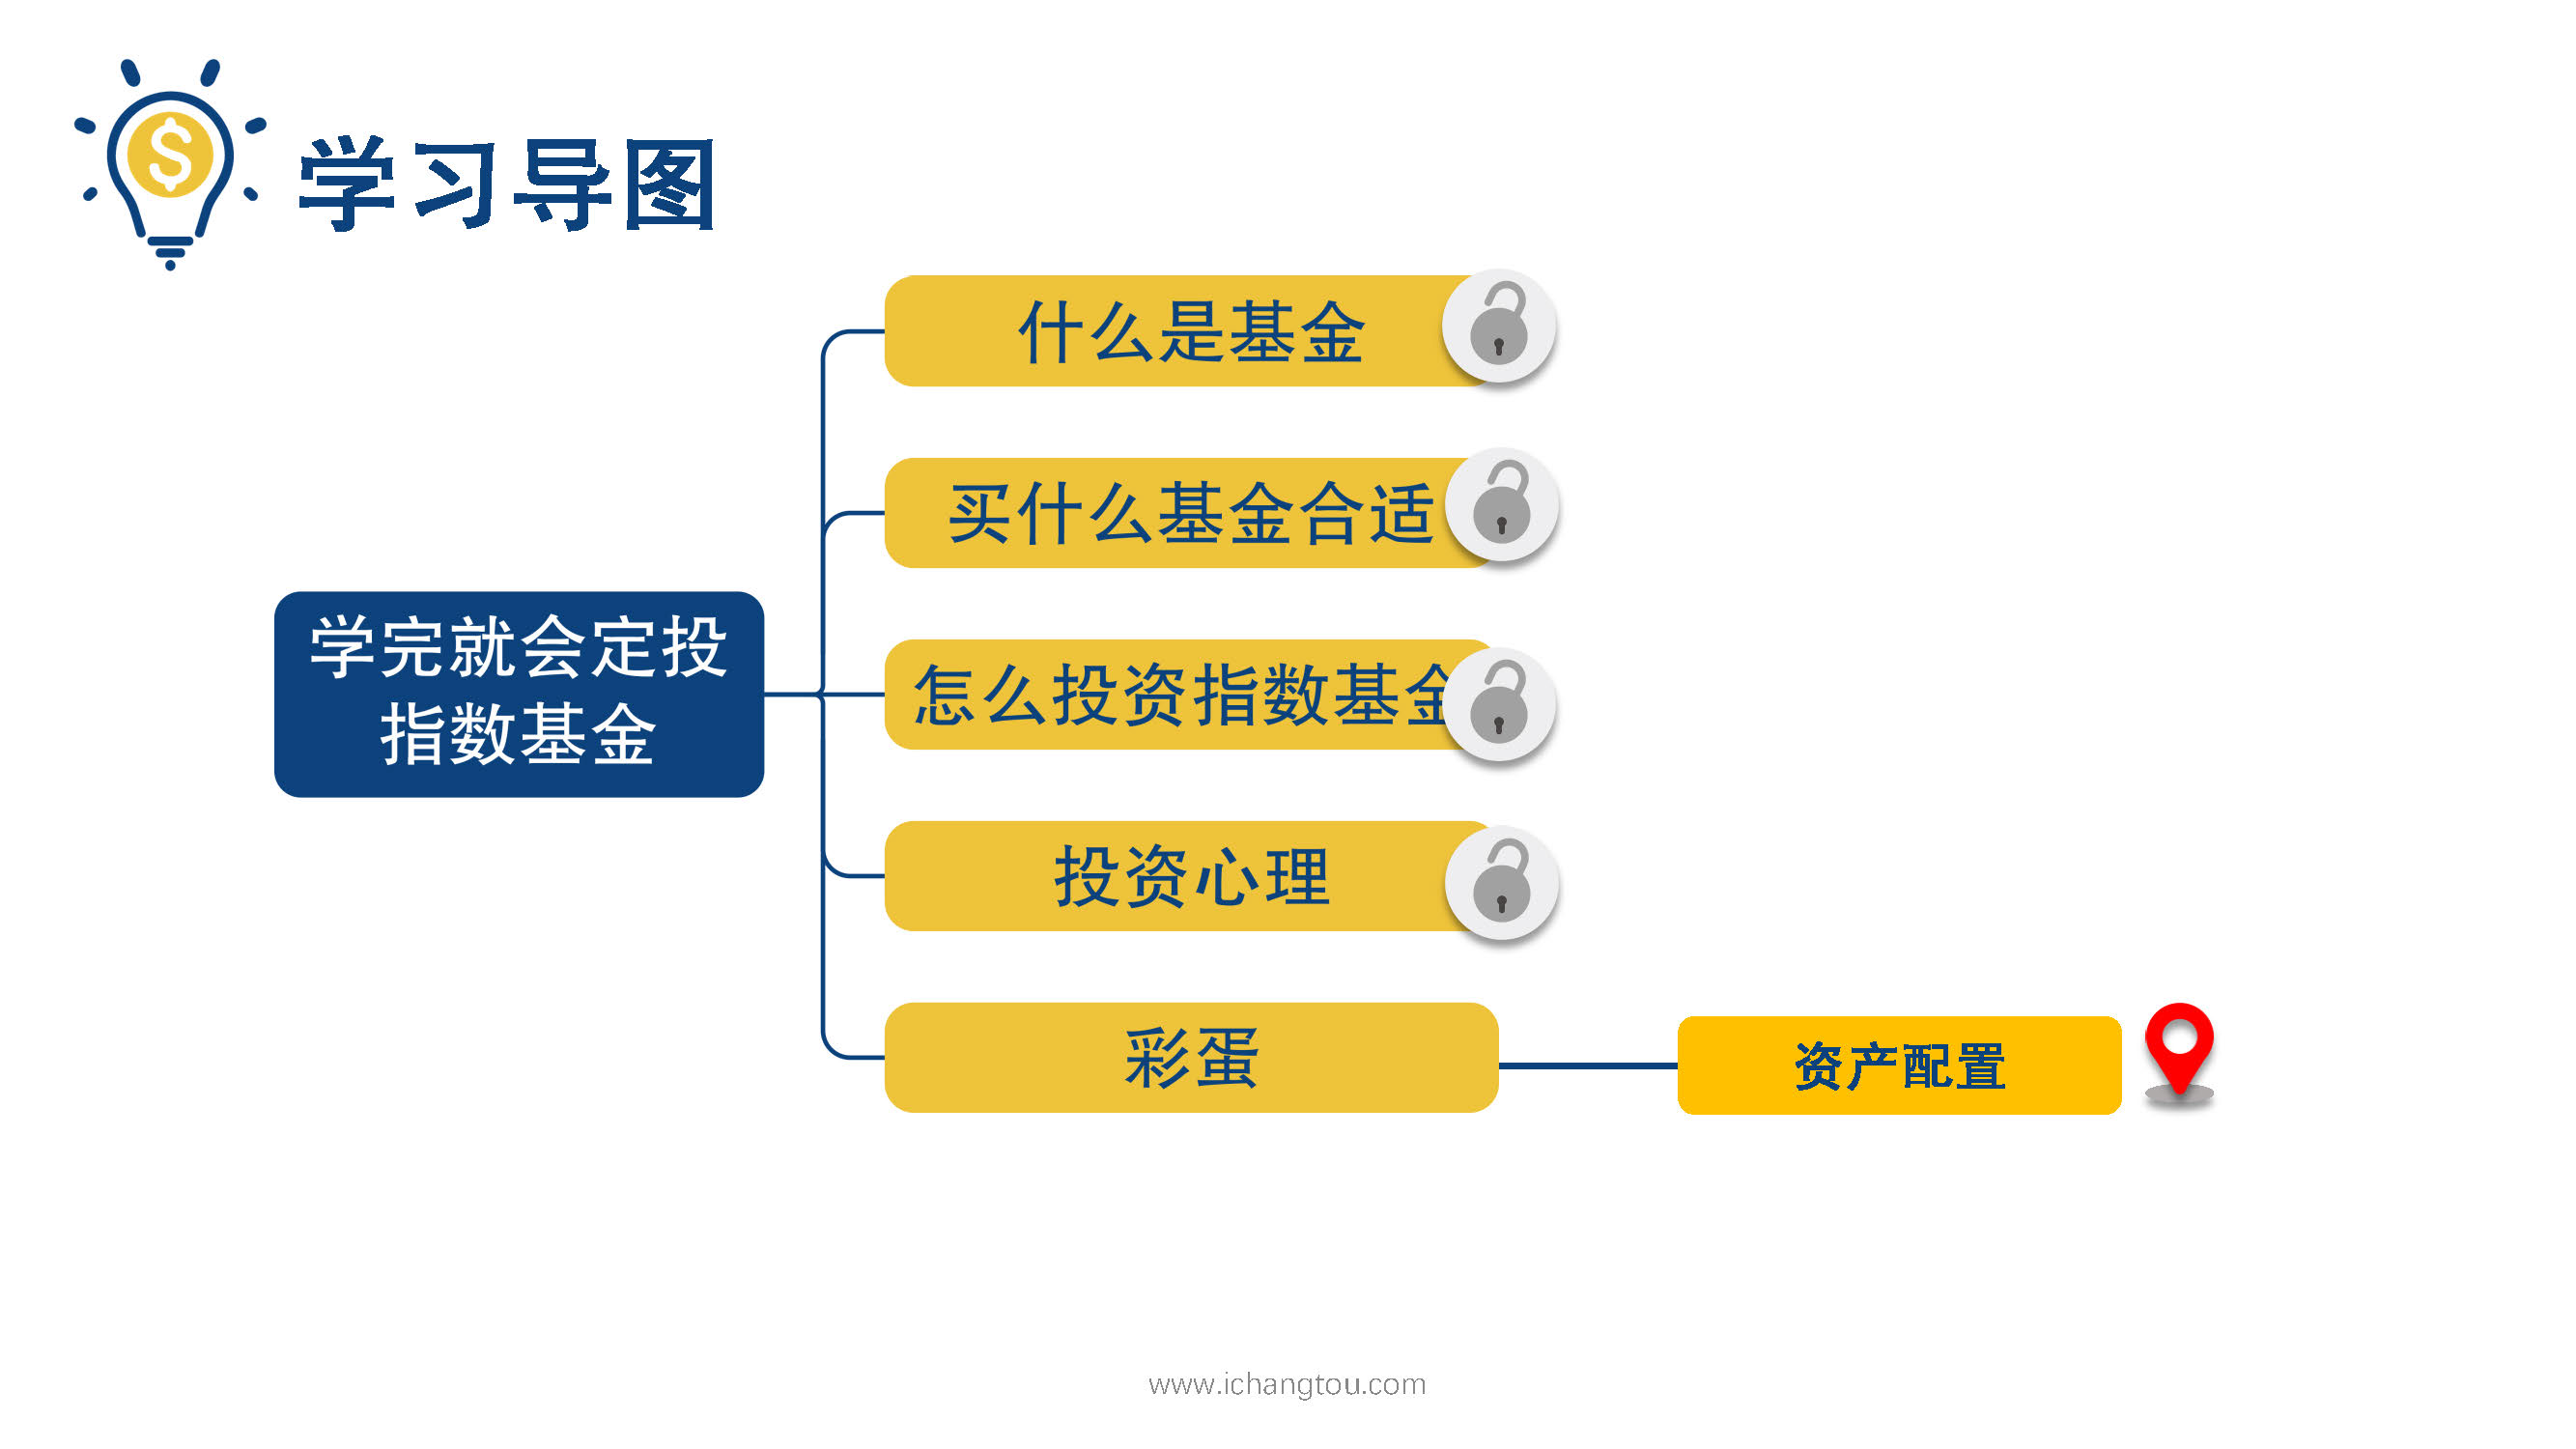 学习导图
什么是基金
买什么基金合适
学完就会定投
指数基金
怎么投资指数基金
投资心理
彩蛋
资产配置
www.ichangtou.com